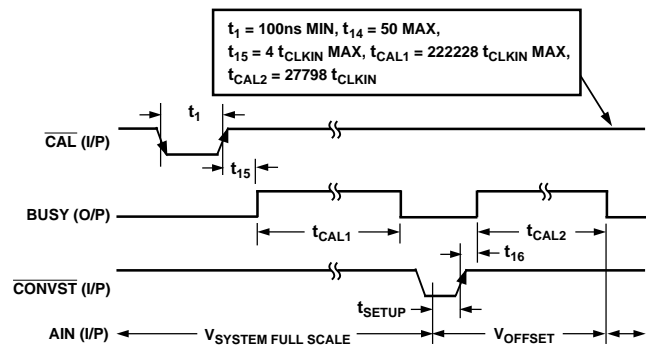 t1 = 100ns MIN, t14 = 50 MAX,
t15 = 4 tCLKIN MAX, tCAL1 = 222228 tCLKIN MAX,
tCAL2 = 27798 tCLKIN
t1
CAL (I/P)
t15
BUSY (O/P)
tCAL1
tCAL2
t16
CONVST (I/P)
tSETUP
AIN (I/P)
VSYSTEM FULL SCALE
VOFFSET